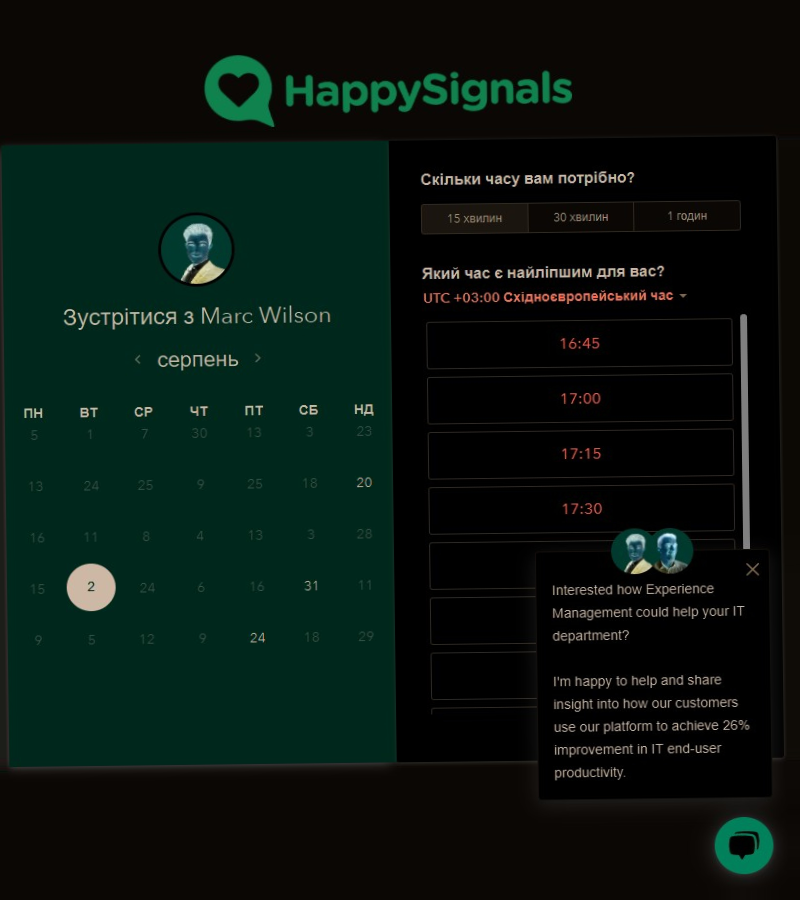 HappySignals
Зустрітися з Marc Wilson
серпень
ПН ВТ СР ЧТ ПТ СБ НД
5 1 7 30 13 3 23
13 24 25 9 25 18 20
16 11 8 4 13 3 28
15 2 24 6 16 31 11
9 5 12 9 24 18 29
Скільки часу вам потрібно?
15 хвилин 30 хвилин 1 годин
Який час є найліпшим для вас?
UTC +03:00 Східноєвропейський час
16:45
17:00
17:15
17:30
Interested how Experience
Management could help your IT
department?
I'm happy to help and share
insight into how our customers
use our platform to achieve 26%
improvement in IT end-user
productivity.